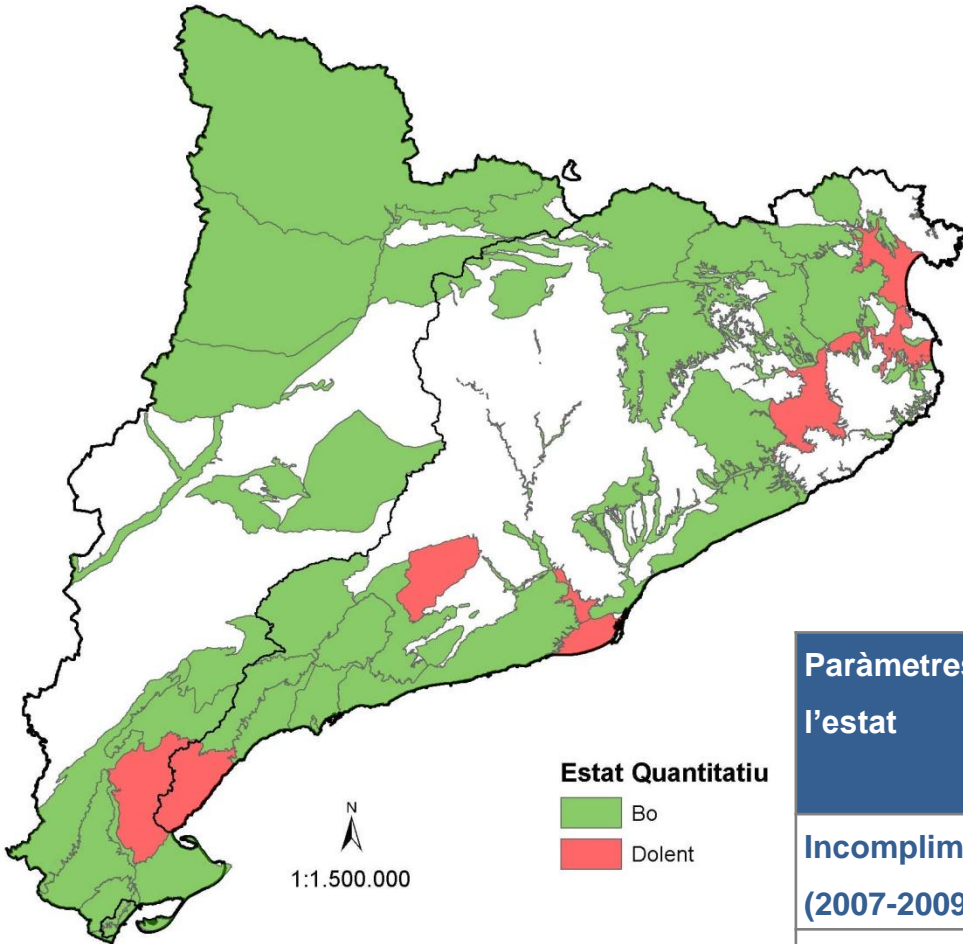 Paràmetres
l’estat
Incomplim
(2007-2009
Estat Quantitatiu
Bo
Dolent
N
1:1.500.000